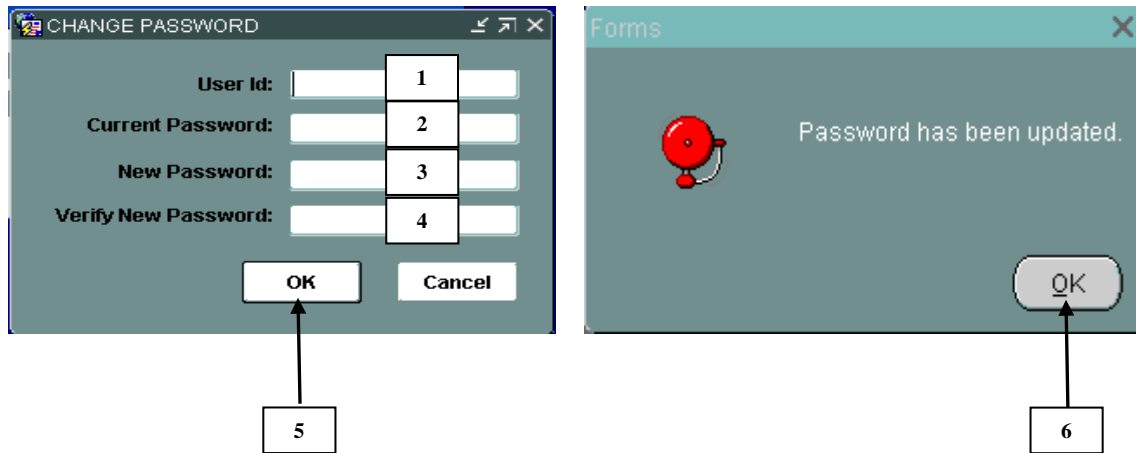 CHANGE PASSWORD
User Id: 1
Current Password: 2
New Password: 3
Verify New Password: 4
OK Cancel
5
Forms
Password has been updated.
OK
6